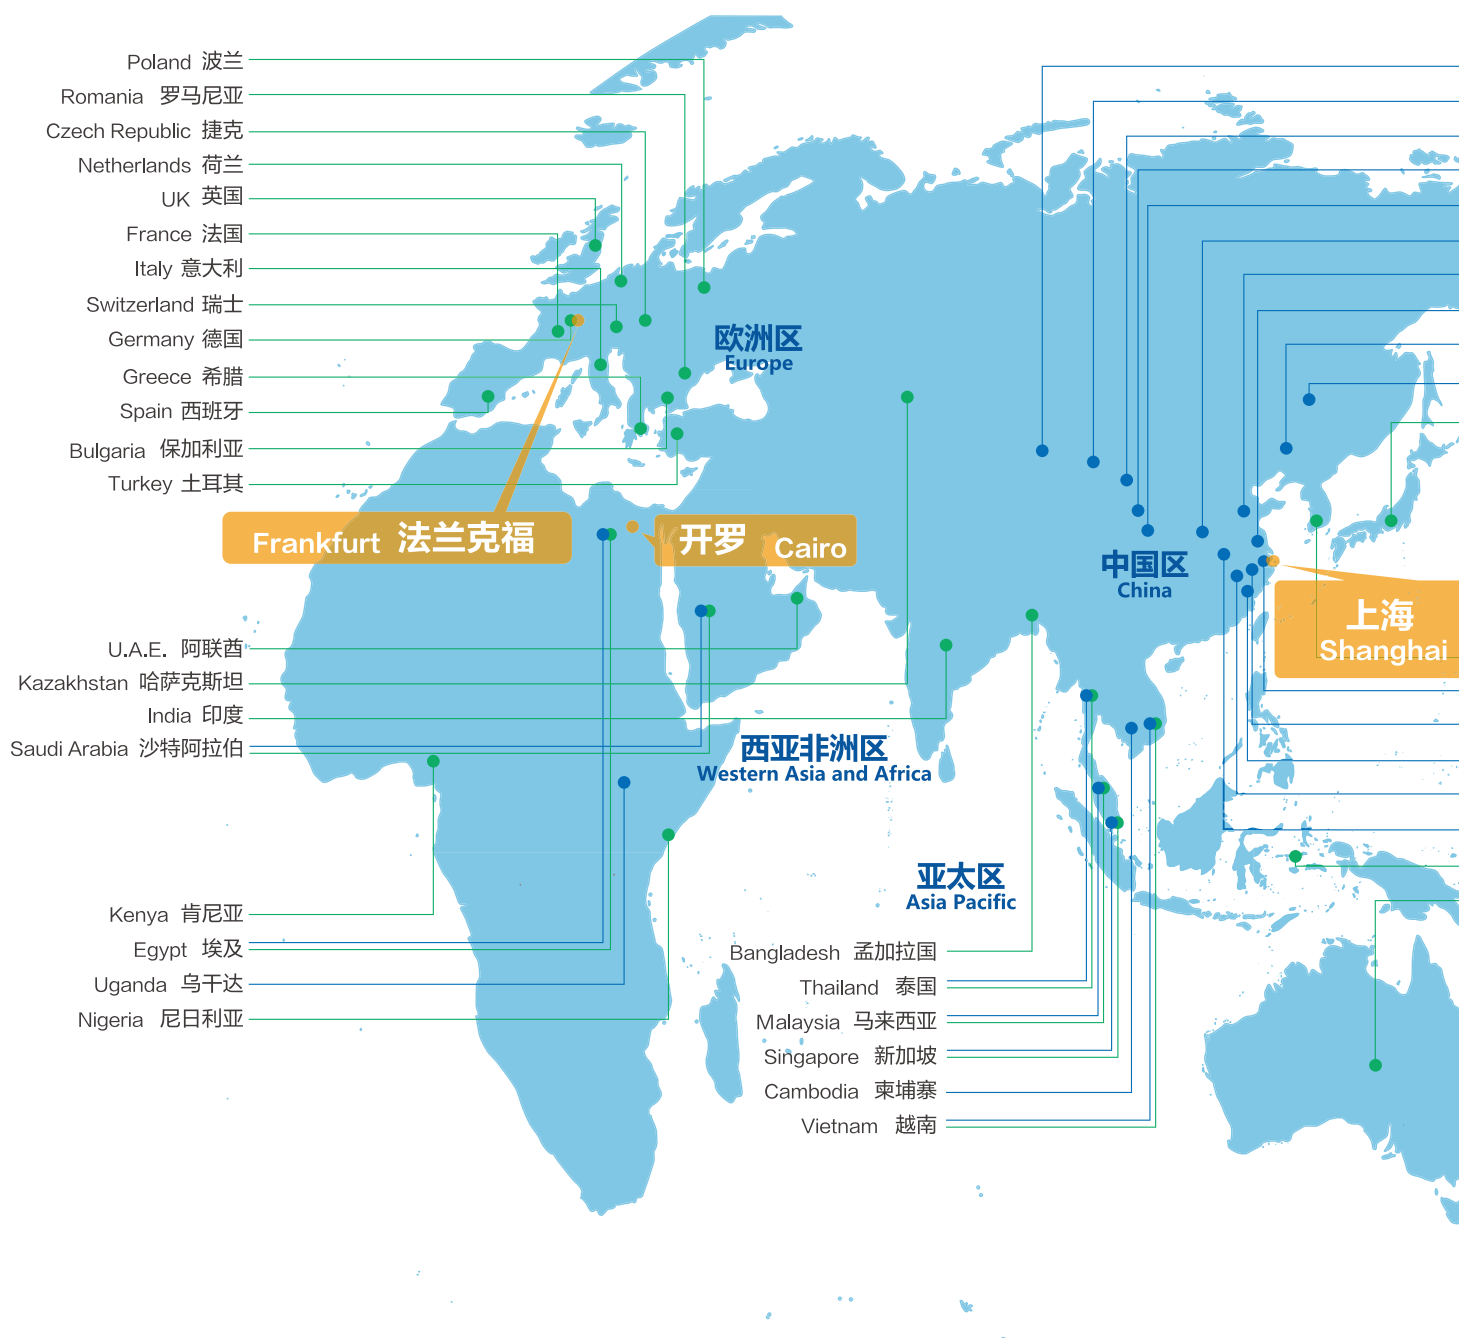 Poland 波兰
Romania 罗马尼亚
Czech Republic 捷克
Netherlands 荷兰
UK 英国
France 法国
Italy 意大利
Switzerland 瑞士
Germany 德国
Greece 希腊
Spain 西班牙
Bulgaria 保加利亚
Turkey 土耳其
欧洲区
Europe
Frankfurt 法兰克福
开罗 Cairo
中国区
China
上海
Shanghai
U.A.E. 阿联酋
Kazakhstan 哈萨克斯坦
India 印度
Saudi Arabia 沙特阿拉伯
西亚非洲区
Western Asia and Africa
亚太区
Asia Pacific
Kenya 肯尼亚
Egypt 埃及
Uganda 乌干达
Nigeria 尼日利亚
Bangladesh 孟加拉国
Thailand 泰国
Malaysia 马来西亚
Singapore 新加坡
Cambodia 柬埔寨
Vietnam 越南